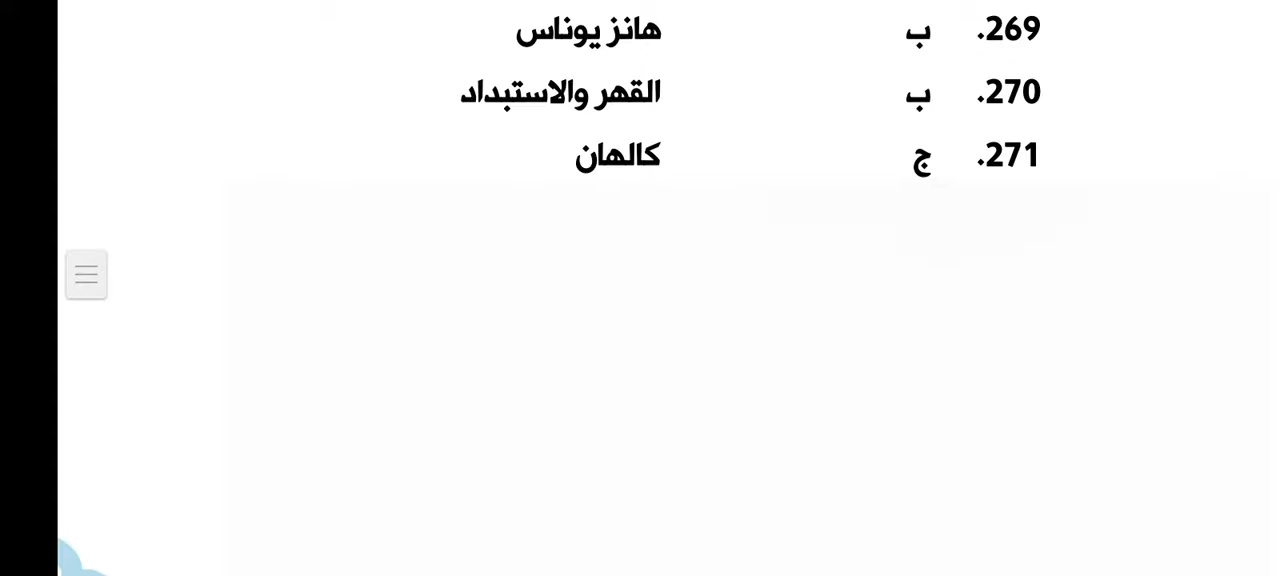 269. ب هانز يوناس
270. ب القهر والاستبداد
271. ج كالهان